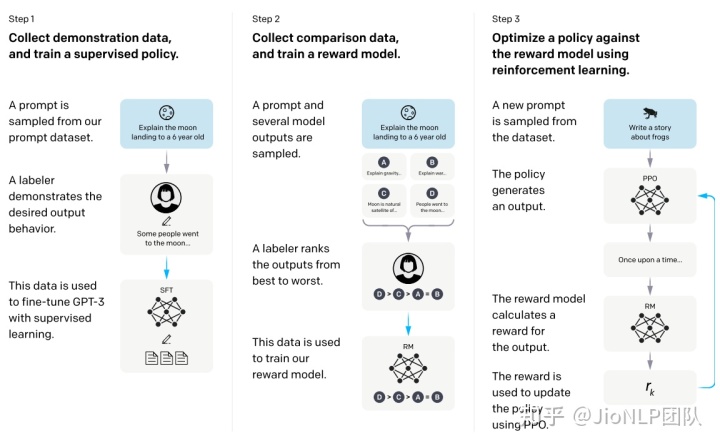 Step 1
Collect demonstration data,
and train a supervised policy.
A prompt is
sampled from our
prompt dataset.
Explain the moon
landing to a 6 year old
A labeler
demonstrates the
desired output
behavior.
Some people went
to the moon...
This data is used
to fine-tune GPT-3
with supervised
learning.
SFT
Step 2
Collect comparison data,
and train a reward model.
A prompt and
several model
outputs are
sampled.
Explain the moon
landing to a 6 year old
A
Explain gravity...
B
Explain war...
C
Moon is natural
satellite of...
D
People went to
the moon...
A labeler ranks
the outputs from
best to worst.
D > C > A = B
This data is used
to train our
reward model.
RM
D > C > A = B
Step 3
Optimize a policy against
the reward model using
reinforcement learning.
A new prompt
is sampled from
the dataset.
Write a story
about frogs
The policy
generates
an output.
PPO
Once upon a time...
The reward model
calculates a
reward for
the output.
RM
The reward is
used to update
the policy
using PPO.
rk
知乎 @JioNLP团队